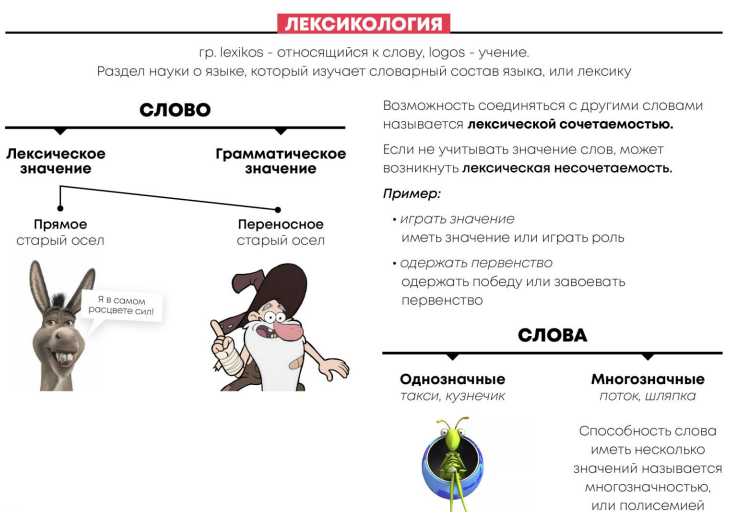 ЛЕКСИКОЛОГИЯ
гр. lexikos - относящийся к слову, logos - учение.
Раздел науки о языке, который изучает словарный состав языка, или лексику
СЛОВО
Лексическое
значение
Грамматическое
значение
Прямое
старый осел
Переносное
старый осел
Я в самом
расцвете сил!
Возможность соединяться с другими словами
называется лексической сочетаемостью.
Если не учитывать значение слов, может
возникнуть лексическая несочетаемость.
Пример:
• играть значение
иметь значение или играть роль
• одержать первенство
одержать победу или завоевать
первенство
СЛОВА
Однозначные
такси, кузнечик
Многозначные
поток, шляпка
Способность слова
иметь несколько
значений называется
многозначностью,
или полисемией